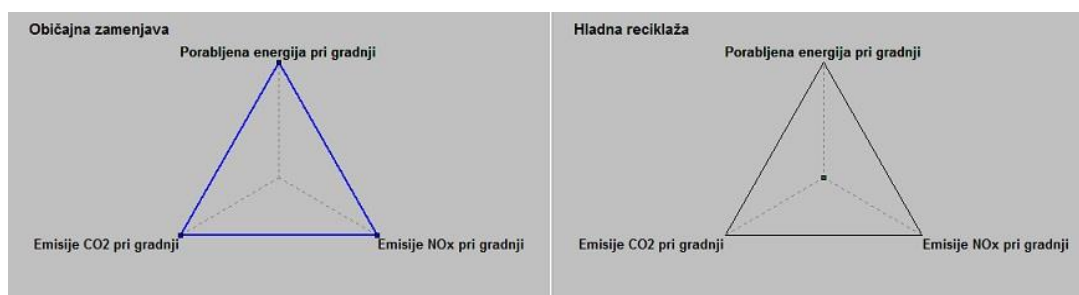 Običajna zamenjava
Porabljena energija pri gradnji
Emisije CO2 pri gradnji
Emisije NOx pri gradnji
Hladna reciklaža
Porabljena energija pri gradnji
Emisije CO2 pri gradnji
Emisije NOx pri gradnji